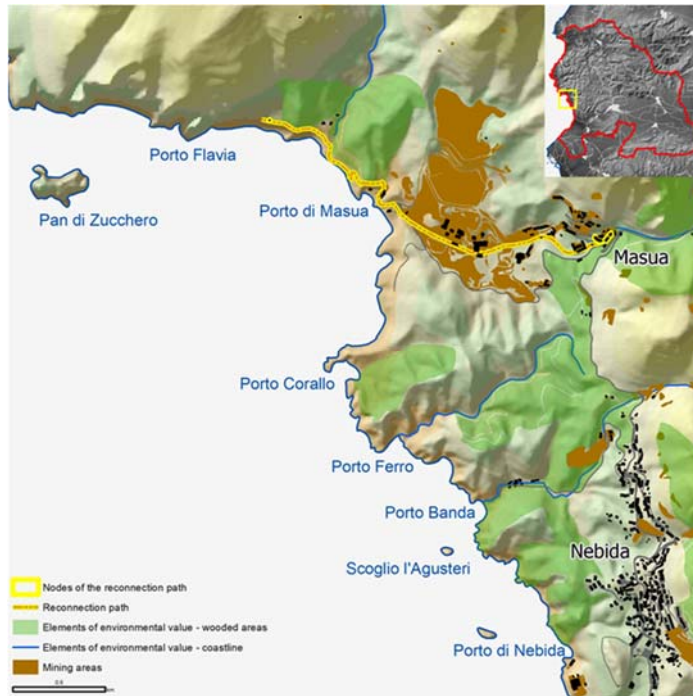 Porto Flavia
Pan di Zucchero
Porto di Masua
Masua
Porto Corallo
Porto Ferro
Porto Banda
Nebida
Scoglio l'Agusteri
Porto di Nebida
Nodes of the reconnection path
Reconnection path
Elements of environmental value - wooded areas
Elements of environmental value - coastline
Mining areas